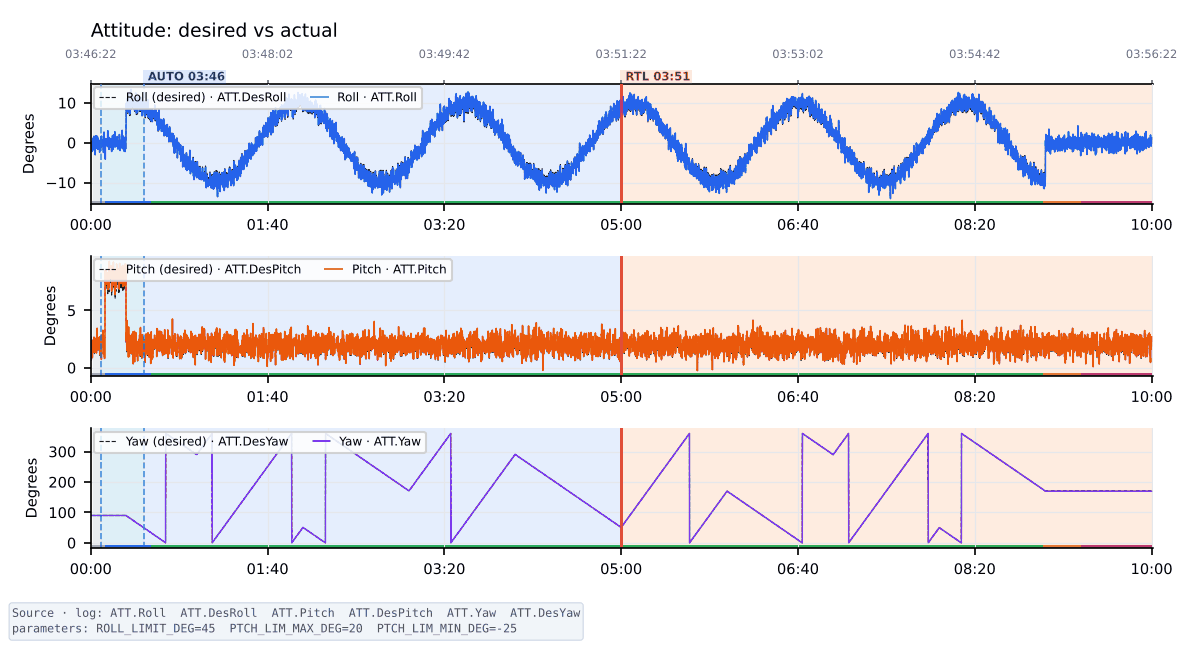 Attitude: desired vs actual
03:46:22 03:48:02 03:49:42 03:51:22 03:53:02 03:54:42 03:56:22
AUTO 03:46 RTL 03:51
Roll (desired) · ATT.DesRoll Roll · ATT.Roll
Degrees
10
0
−10
00:00 01:40 03:20 05:00 06:40 08:20 10:00
Pitch (desired) · ATT.DesPitch Pitch · ATT.Pitch
Degrees
5
0
00:00 01:40 03:20 05:00 06:40 08:20 10:00
Yaw (desired) · ATT.DesYaw Yaw · ATT.Yaw
Degrees
300
200
100
0
00:00 01:40 03:20 05:00 06:40 08:20 10:00
Source · log: ATT.Roll ATT.DesRoll ATT.Pitch ATT.DesPitch ATT.Yaw ATT.DesYaw
parameters: ROLL_LIMIT_DEG=45 PTCH_LIM_MAX_DEG=20 PTCH_LIM_MIN_DEG=-25